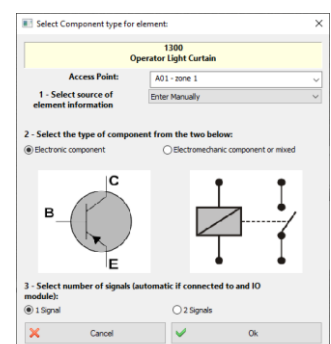 Select Component type for element:
1300
Operator Light Curtain
Access Point:
A01 - zone 1
1 - Select source of
element information
Enter Manually
2 - Select the type of component from the two below:
Electronic component
Electromechanic component or mixed
C
B
E
3 - Select number of signals (automatic if connected to and IO
module):
1 Signal
2 Signals
Cancel
Ok